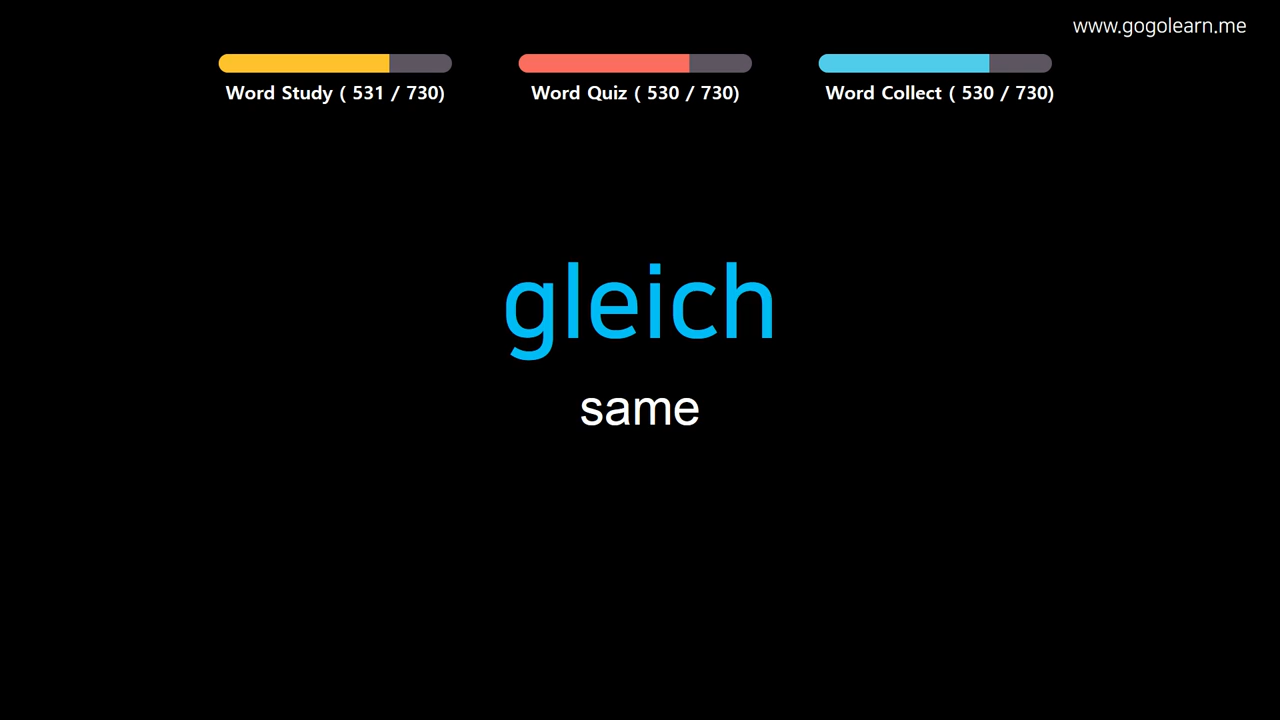 www.gogolearn.me
Word Study ( 531 / 730)
Word Quiz ( 530 / 730)
Word Collect ( 530 / 730)
gleich
same